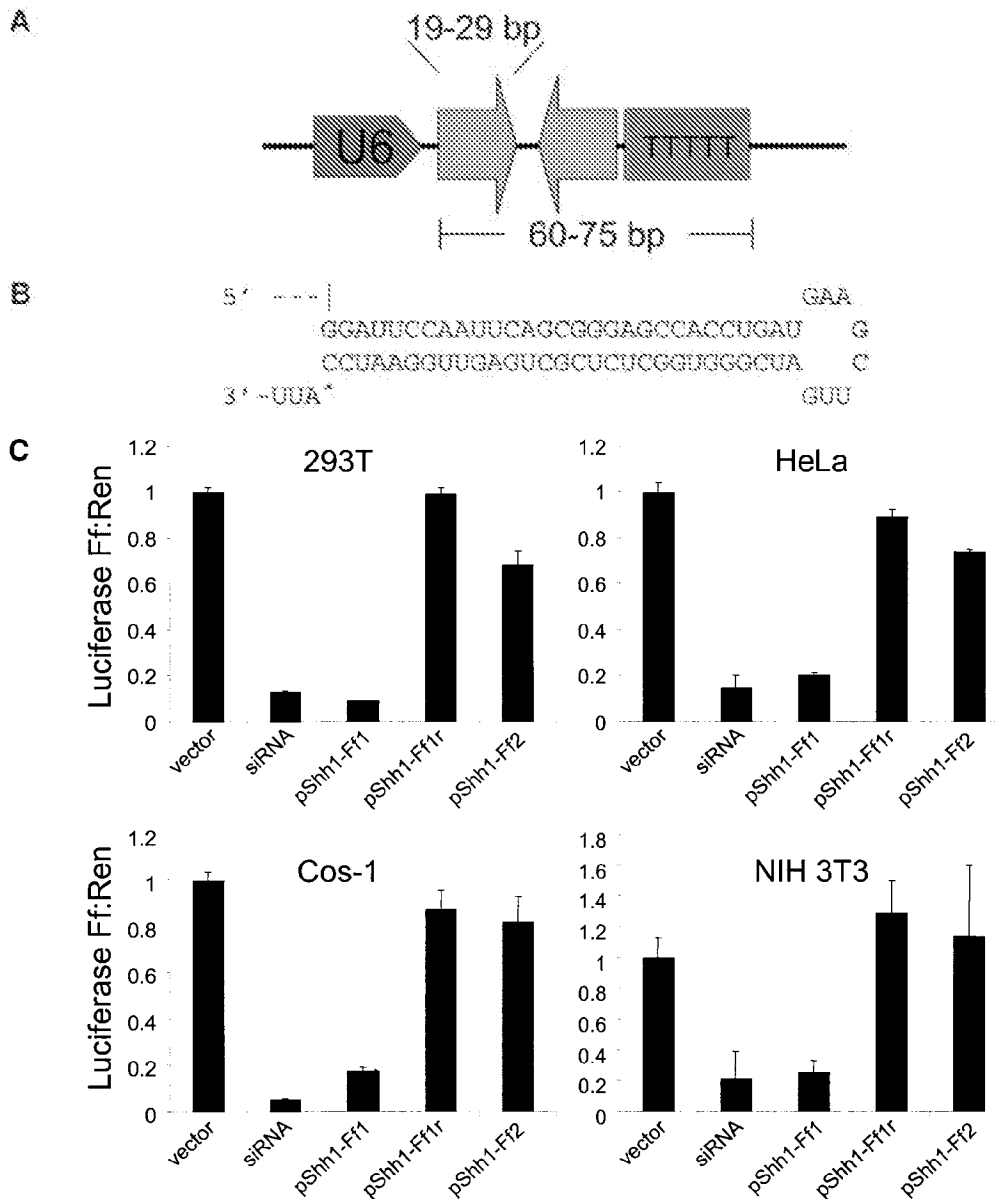 A
19-29 bp
U6
TTTTT
60-75 bp
B
5' ---- | GAA
GGAUUCCAAUUCAGCGGGAGCCACCUGAU G
CCUAAGGUUGAGUCGCUCUCGGUGGGCUA C
3' -UUA* GUU
C
293T
Luciferase Ff:Ren
1.2
1
0.8
0.6
0.4
0.2
0
vector
siRNA
pShh1-Ff1
pShh1-Ff1r
pShh1-Ff2
HeLa
1.2
1
0.8
0.6
0.4
0.2
0
vector
siRNA
pShh1-Ff1
pShh1-Ff1r
pShh1-Ff2
Cos-1
Luciferase Ff:Ren
1.2
1
0.8
0.6
0.4
0.2
0
vector
siRNA
pShh1-Ff1
pShh1-Ff1r
pShh1-Ff2
NIH 3T3
1.8
1.6
1.4
1.2
1
0.8
0.6
0.4
0.2
0
vector
siRNA
pShh1-Ff1
pShh1-Ff1r
pShh1-Ff2